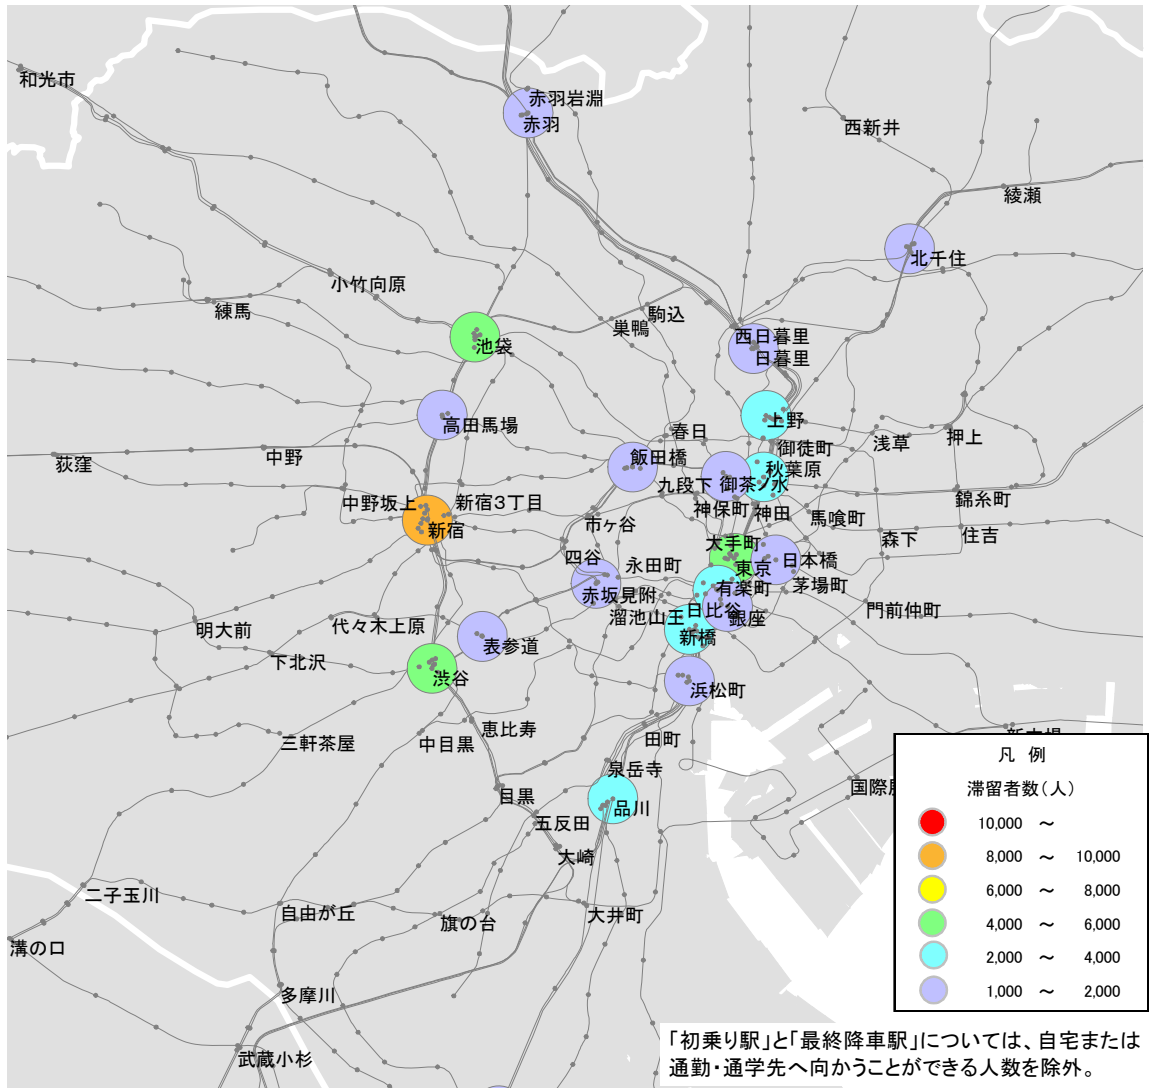 和光市
赤羽岩淵
赤羽
西新井
綾瀬
北千住
小竹向原
練馬
駒込
巣鴨
西日暮里
日暮里
池袋
高田馬場
上野
春日
御徒町
浅草
押上
荻窪
中野
飯田橋
秋葉原
九段下
御茶ノ水
錦糸町
中野坂上
新宿3丁目
新宿
神保町
神田
馬喰町
市ヶ谷
森下
住吉
大手町
四谷
永田町
東京
日本橋
赤坂見附
有楽町
茅場町
溜池山王
日比谷
銀座
門前仲町
明大前
代々木上原
新橋
下北沢
表参道
渋谷
浜松町
三軒茶屋
中目黒
恵比寿
田町
泉岳寺
目黒
品川
五反田
大崎
二子玉川
自由が丘
旗の台
大井町
溝の口
多摩川
武蔵小杉
国際
凡 例
滞留者数(人)
10,000 ～
8,000 ～ 10,000
6,000 ～ 8,000
4,000 ～ 6,000
2,000 ～ 4,000
1,000 ～ 2,000
「初乗り駅」と「最終降車駅」については、自宅または
通勤・通学先へ向かうことができる人数を除外。